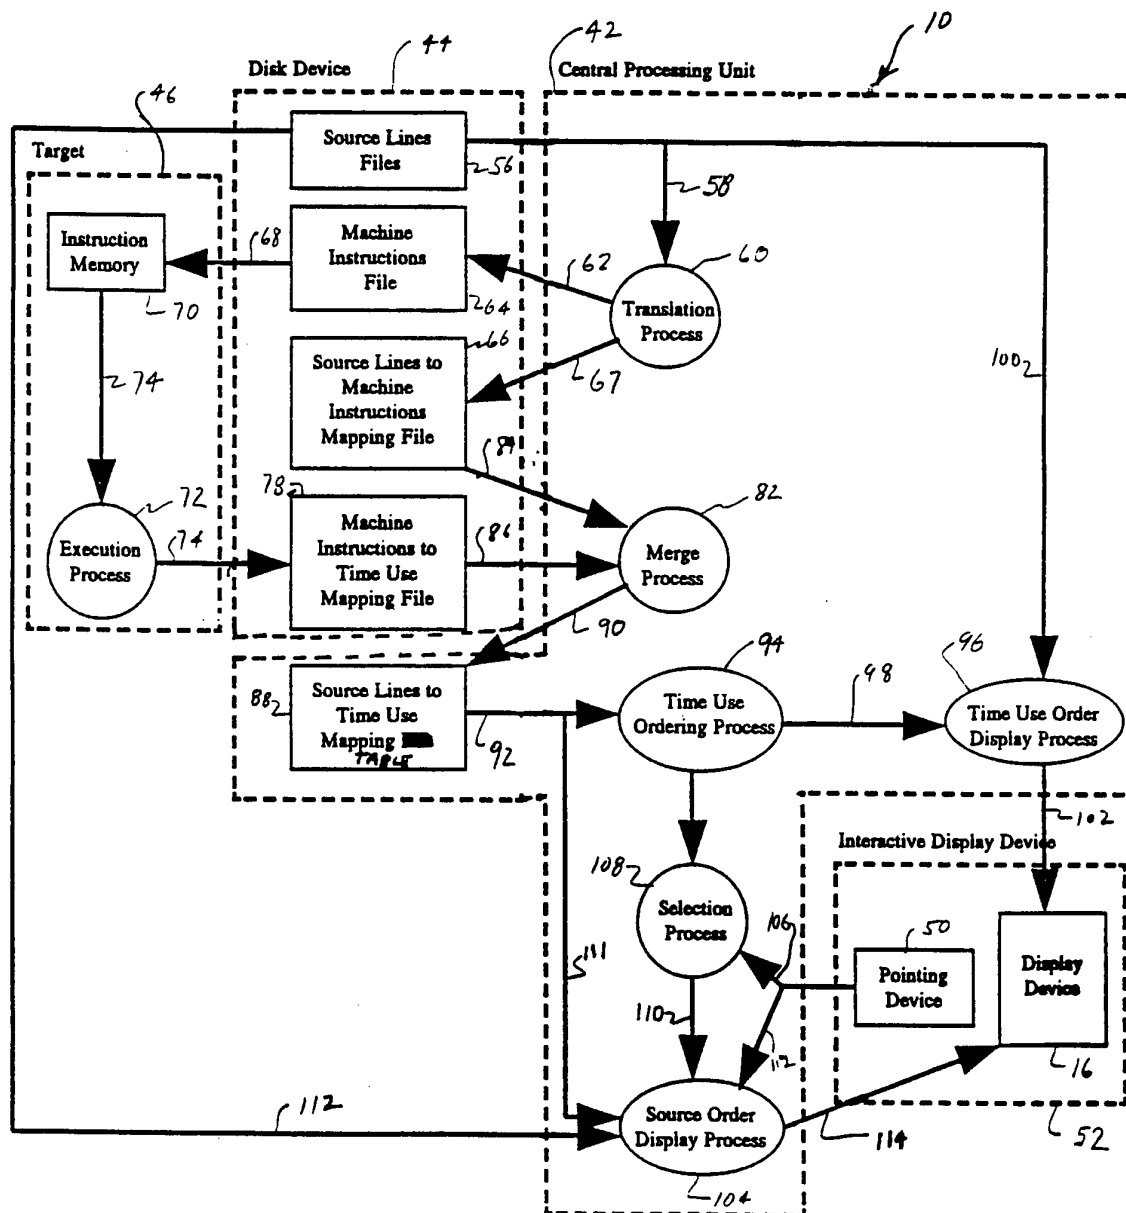 10
44
42
Disk Device
Central Processing Unit
46
Target
Source Lines
Files
56
58
Instruction
Memory
70
68
Machine
Instructions
File
64
62
60
Translation
Process
66
67
Source Lines to
Machine
Instructions
Mapping File
84
100
74
78
72
Execution
Process
74
Machine
Instructions to
Time Use
Mapping File
86
82
Merge
Process
90
88
Source Lines to
Time Use
Mapping
TABLE
92
94
Time Use
Ordering Process
98
96
Time Use Order
Display Process
102
Interactive Display Device
108
Selection
Process
106
50
Pointing
Device
Display
Device
16
111
110
112
112
Source Order
Display Process
104
114
52